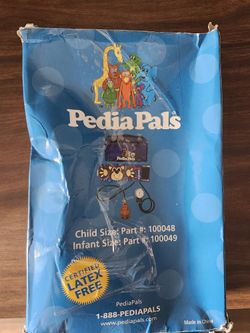 PediaPals
PediaPals
Child Size: Part #: 100048
Infant Size: Part #: 100049
CERTIFIED
LATEX
FREE
PediaPals
1-888-PEDIAPALS
www.pediapals.com
Made in China